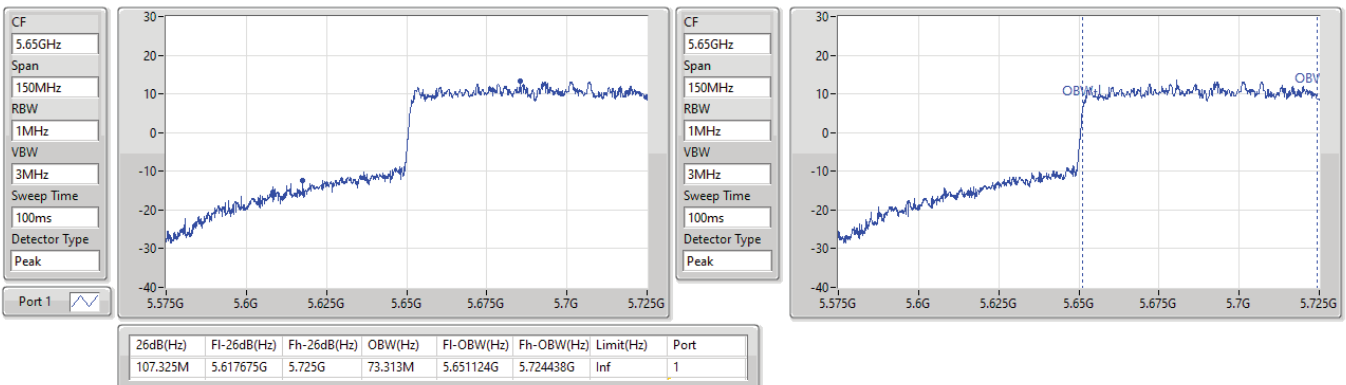 CF
5.65GHz
Span
150MHz
RBW
1MHz
VBW
3MHz
Sweep Time
100ms
Detector Type
Peak
Port 1
30
20
10
0
-10
-20
-30
-40
5.575G 5.6G 5.625G 5.65G 5.675G 5.7G 5.725G
CF
5.65GHz
Span
150MHz
RBW
1MHz
VBW
3MHz
Sweep Time
100ms
Detector Type
Peak
30
20
10
0
-10
-20
-30
-40
OBW
OBW
5.575G 5.6G 5.625G 5.65G 5.675G 5.7G 5.725G
26dB(Hz) Fl-26dB(Hz) Fh-26dB(Hz) OBW(Hz) Fl-OBW(Hz) Fh-OBW(Hz) Limit(Hz) Port
107.325M 5.617675G 5.725G 73.313M 5.651124G 5.724438G Inf 1